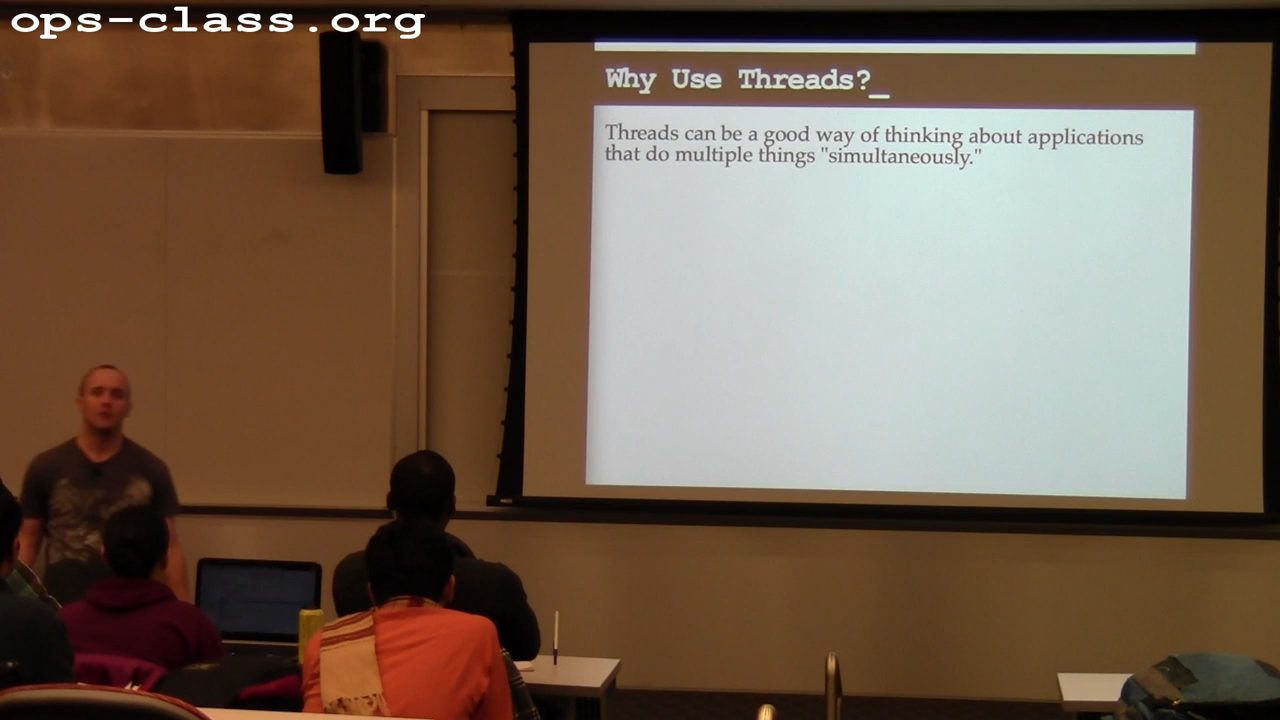 ops-class.org
Why Use Threads?_
Threads can be a good way of thinking about applications
that do multiple things "simultaneously."